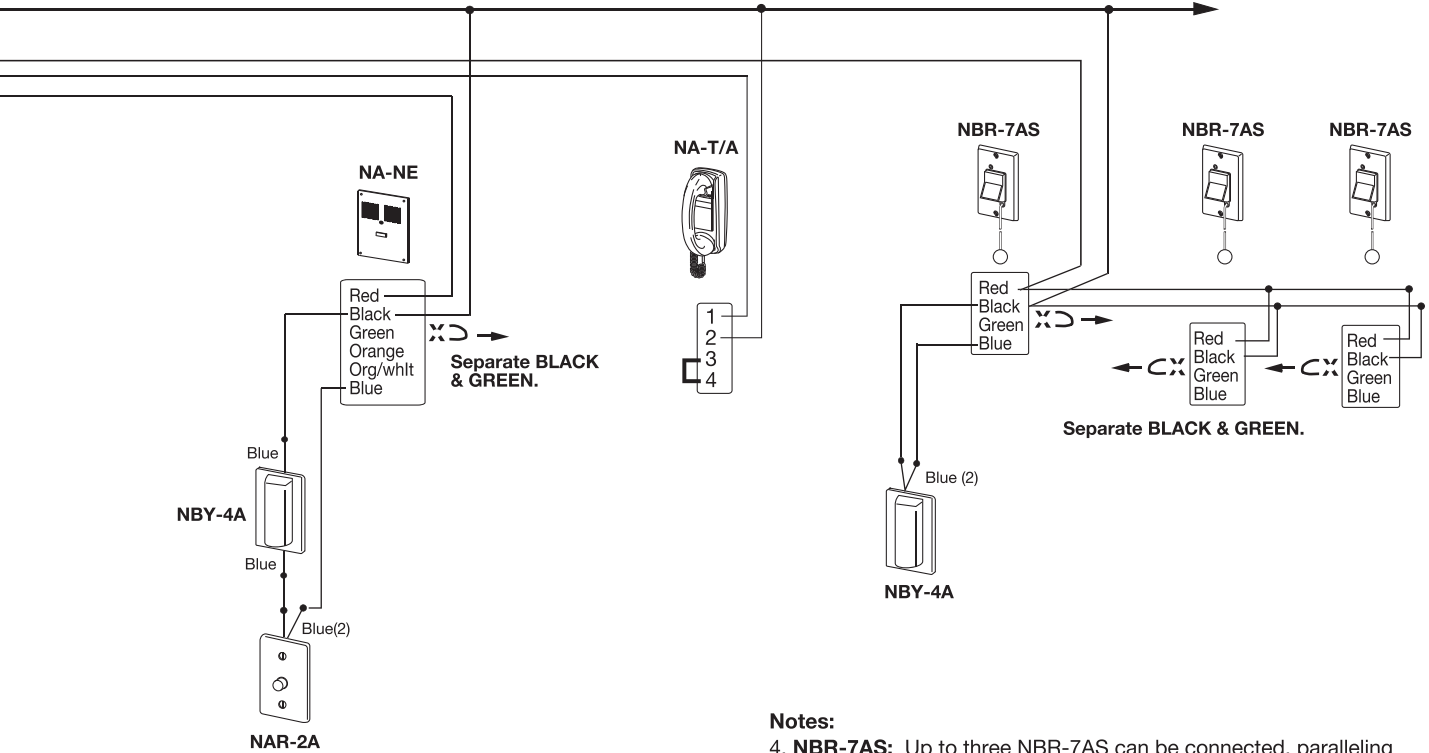 NBR-7AS
NBR-7AS
NBR-7AS
NA-T/A
NA-NE
Red
Black
Green
Orange
Org/whlt
Blue
Separate BLACK
& GREEN.
1
2
3
4
Red
Black
Green
Blue
Red
Black
Green
Blue
Red
Black
Green
Blue
Separate BLACK & GREEN.
Blue
NBY-4A
Blue
Blue(2)
NAR-2A
Blue (2)
NBY-4A
Notes:
4. NBR-7AS: Up to three NBR-7AS can be connected, paralleling